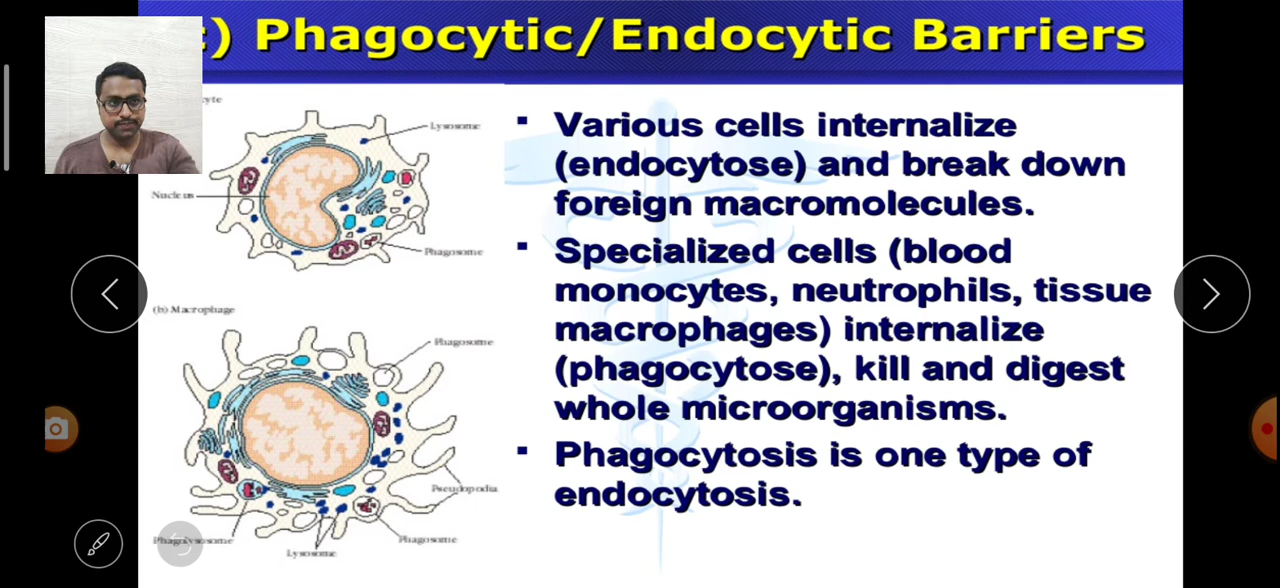 ) Phagocytic/Endocytic Barriers
Lysosome
Nucleus
Phagosome
(b) Macrophage
Phagosome
Pseudopodia
Phagolysosome
Phagosome
Lysosome
Various cells internalize
(endocytose) and break down
foreign macromolecules.
Specialized cells (blood
monocytes, neutrophils, tissue
macrophages) internalize
(phagocytose), kill and digest
whole microorganisms.
Phagocytosis is one type of
endocytosis.